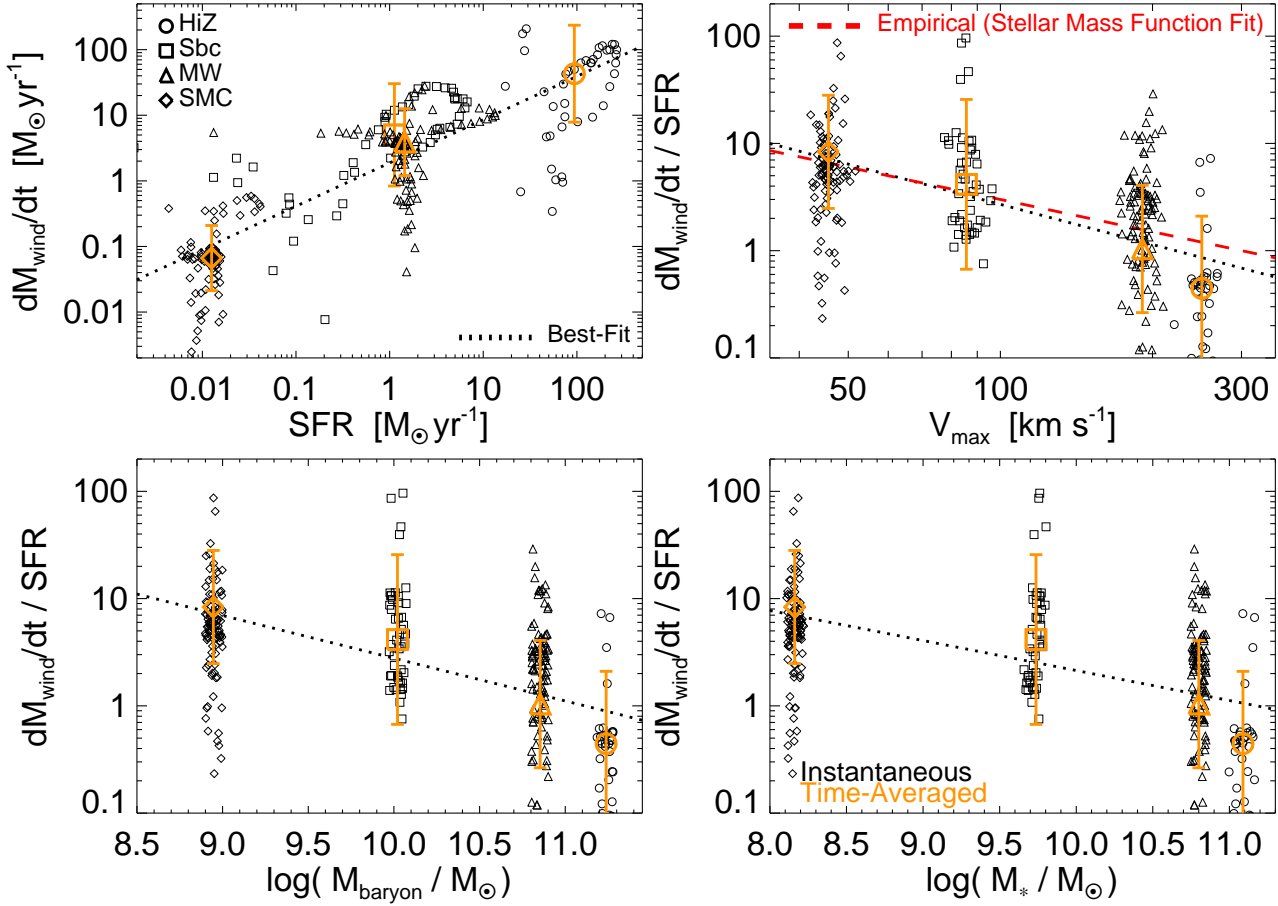 HiZ
Sbc
MW
SMC
Best-Fit
100
10
1
0.1
0.01
dM_wind/dt [M_⊙ yr^-1]
0.01 0.1 1 10 100
SFR [M_⊙ yr^-1]
Empirical (Stellar Mass Function Fit)
100
10
1
0.1
dM_wind/dt / SFR
50 100 300
V_max [km s^-1]
100
10
1
0.1
dM_wind/dt / SFR
8.5 9.0 9.5 10.0 10.5 11.0
log( M_baryon / M_⊙ )
100
10
1
0.1
dM_wind/dt / SFR
Instantaneous
Time-Averaged
8.0 8.5 9.0 9.5 10.0 10.5 11.0
log( M_* / M_⊙ )